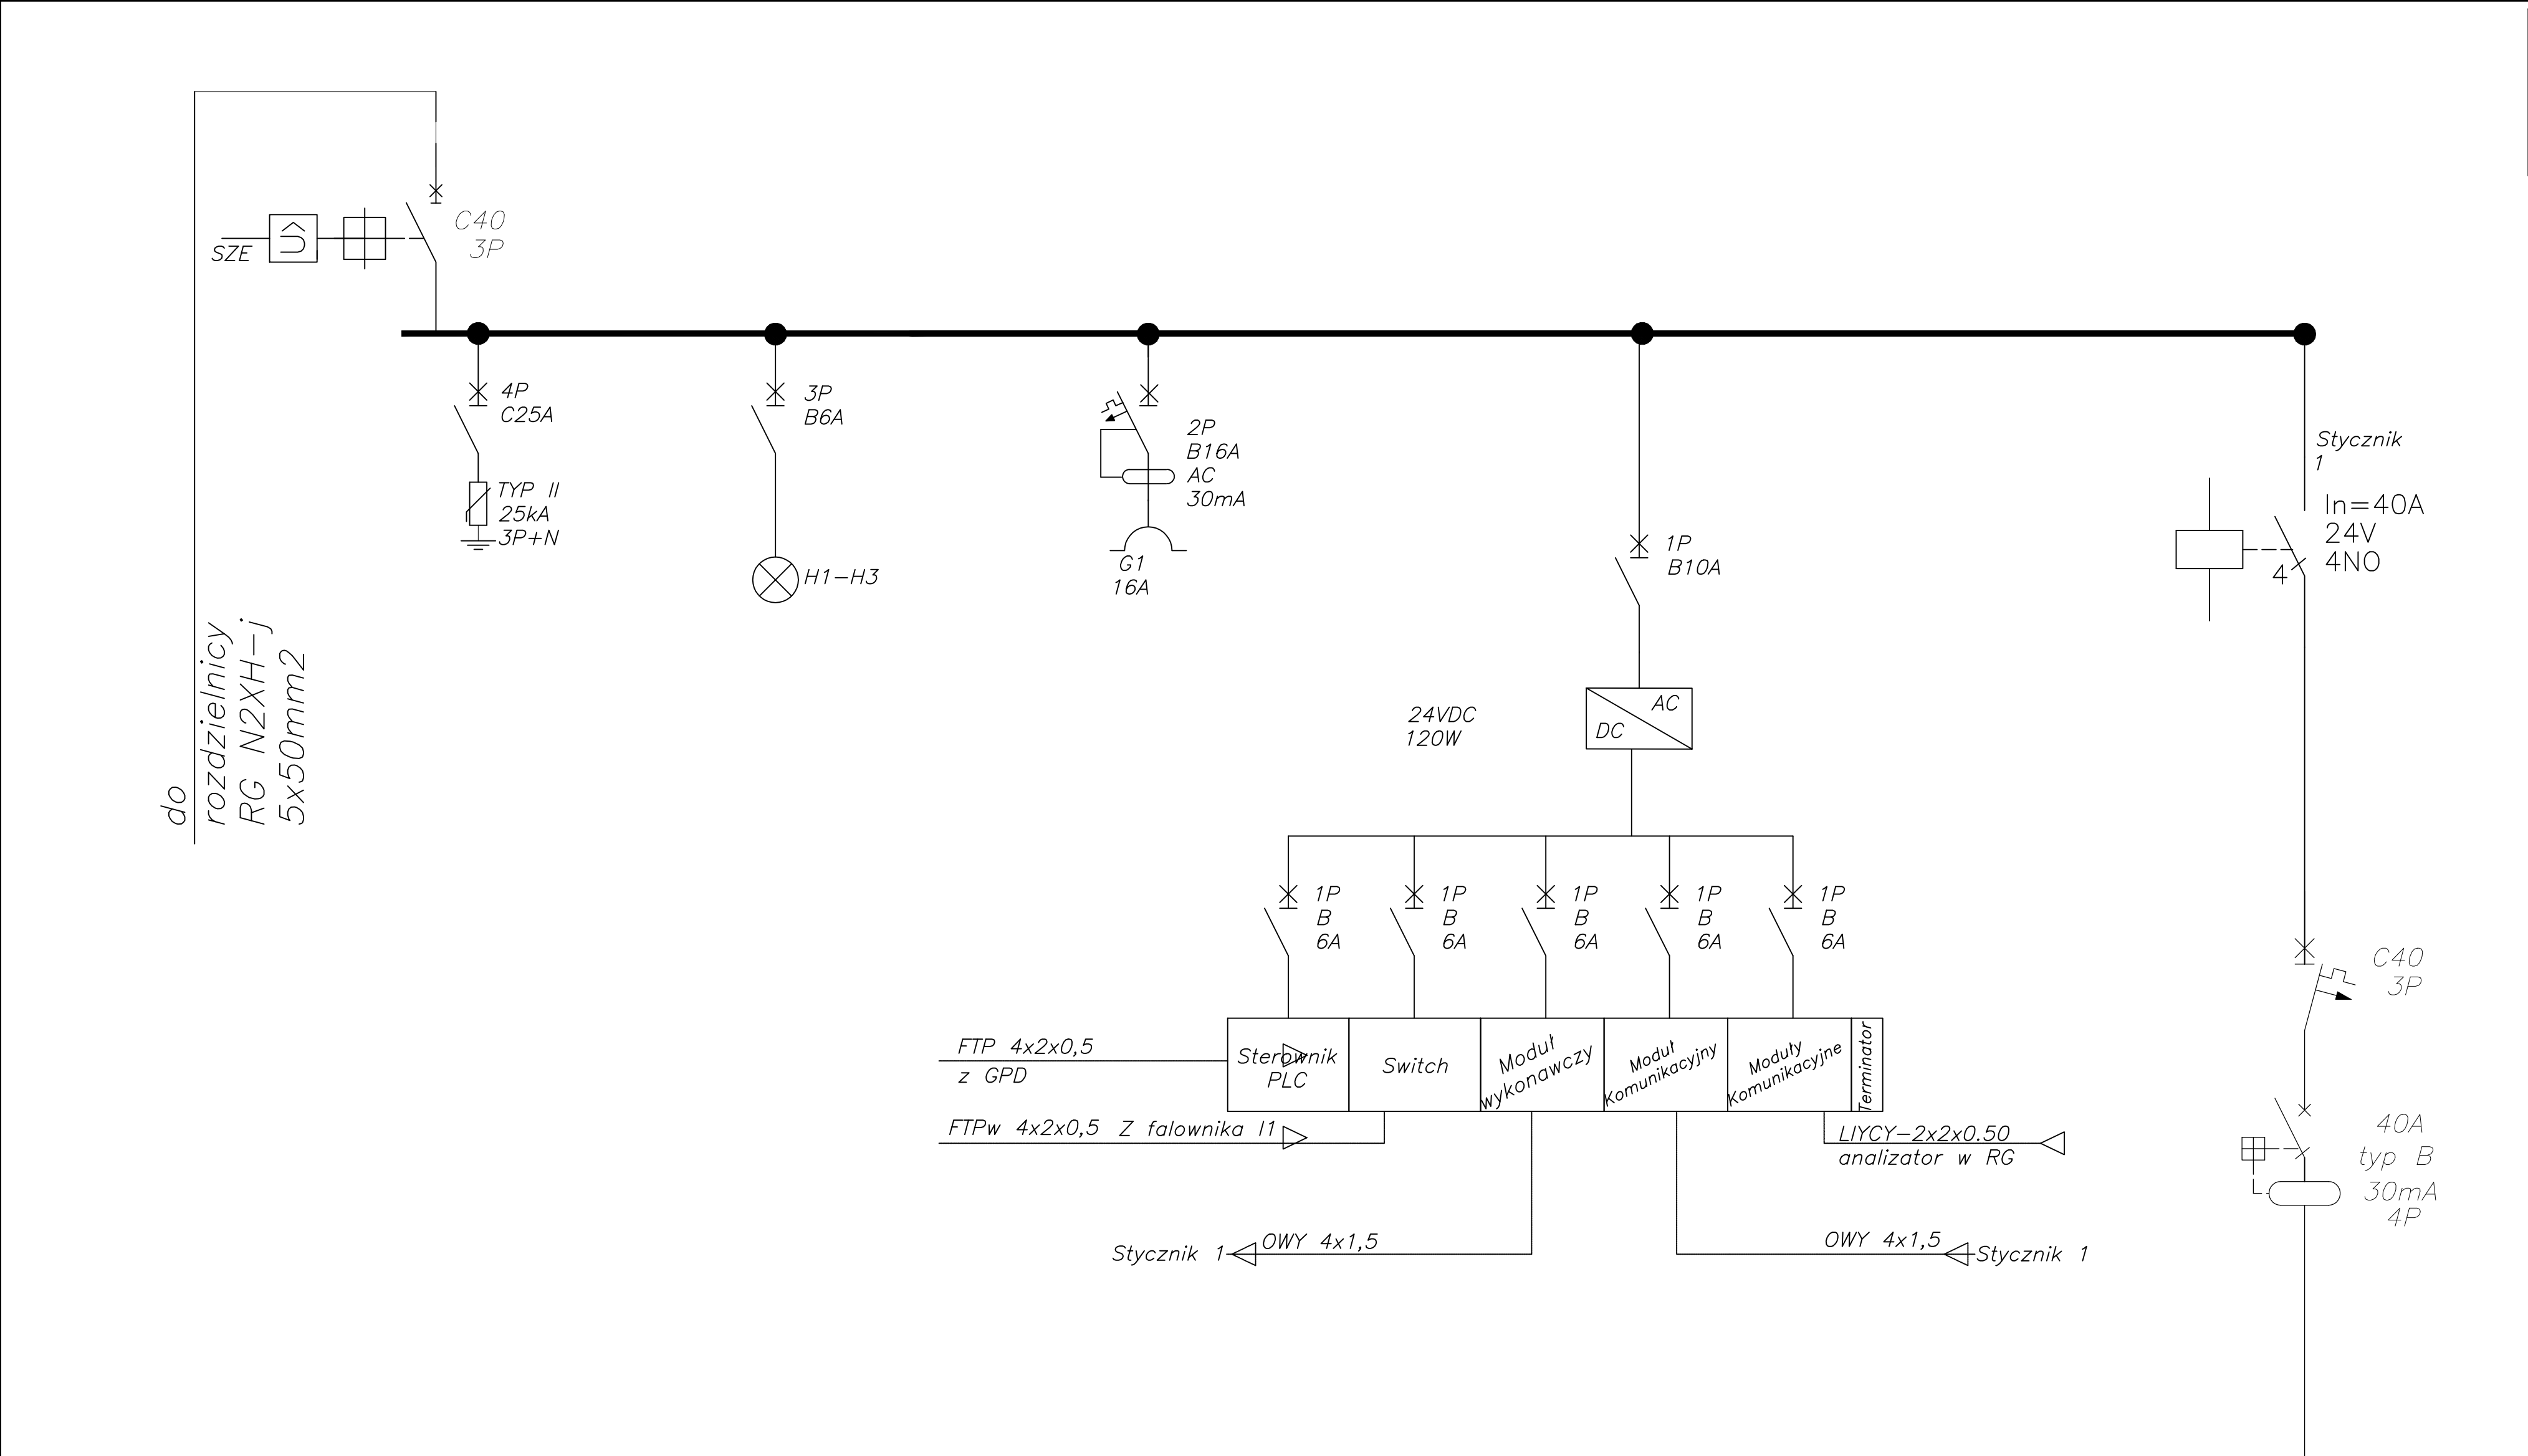 C40
3P
SZE
do
rozdzielnicy
RG N2XH-j
5x50mm2
4P
C25A
TYP II
25kA
3P+N
3P
B6A
H1-H3
2P
B16A
AC
30mA
G1
16A
1P
B10A
AC
DC
24VDC
120W
Stycznik
1
In=40A
24V
4NO
4
1P
B
6A
1P
B
6A
1P
B
6A
1P
B
6A
1P
B
6A
C40
3P
FTP 4x2x0,5
z GPD
Sterownik
PLC
Switch
Moduł
wykonawczy
Moduł
Komunikacyjny
Moduły
Komunikacyjne
Terminator
FTPw 4x2x0,5 Z falownika I1
LIYCY-2x2x0.50
analizator w RG
40A
typ B
30mA
4P
Stycznik 1
OWY 4x1,5
OWY 4x1,5
Stycznik 1